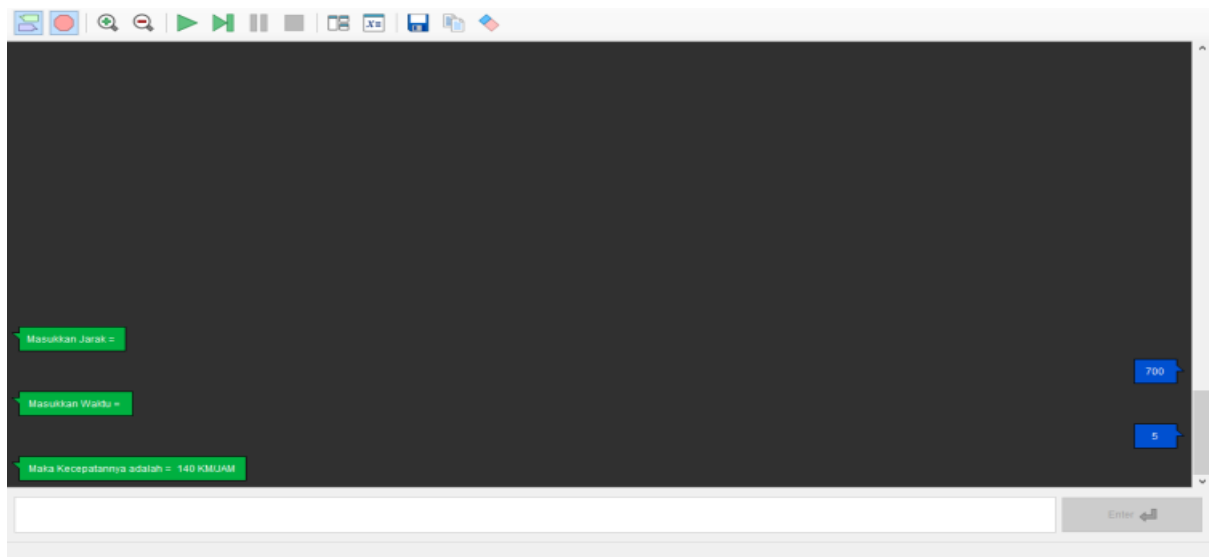 x=
Masukkan Jarak =
700
Masukkan Waktu =
5
Maka Kecepatannya adalah = 140 KM/JAM
Enter